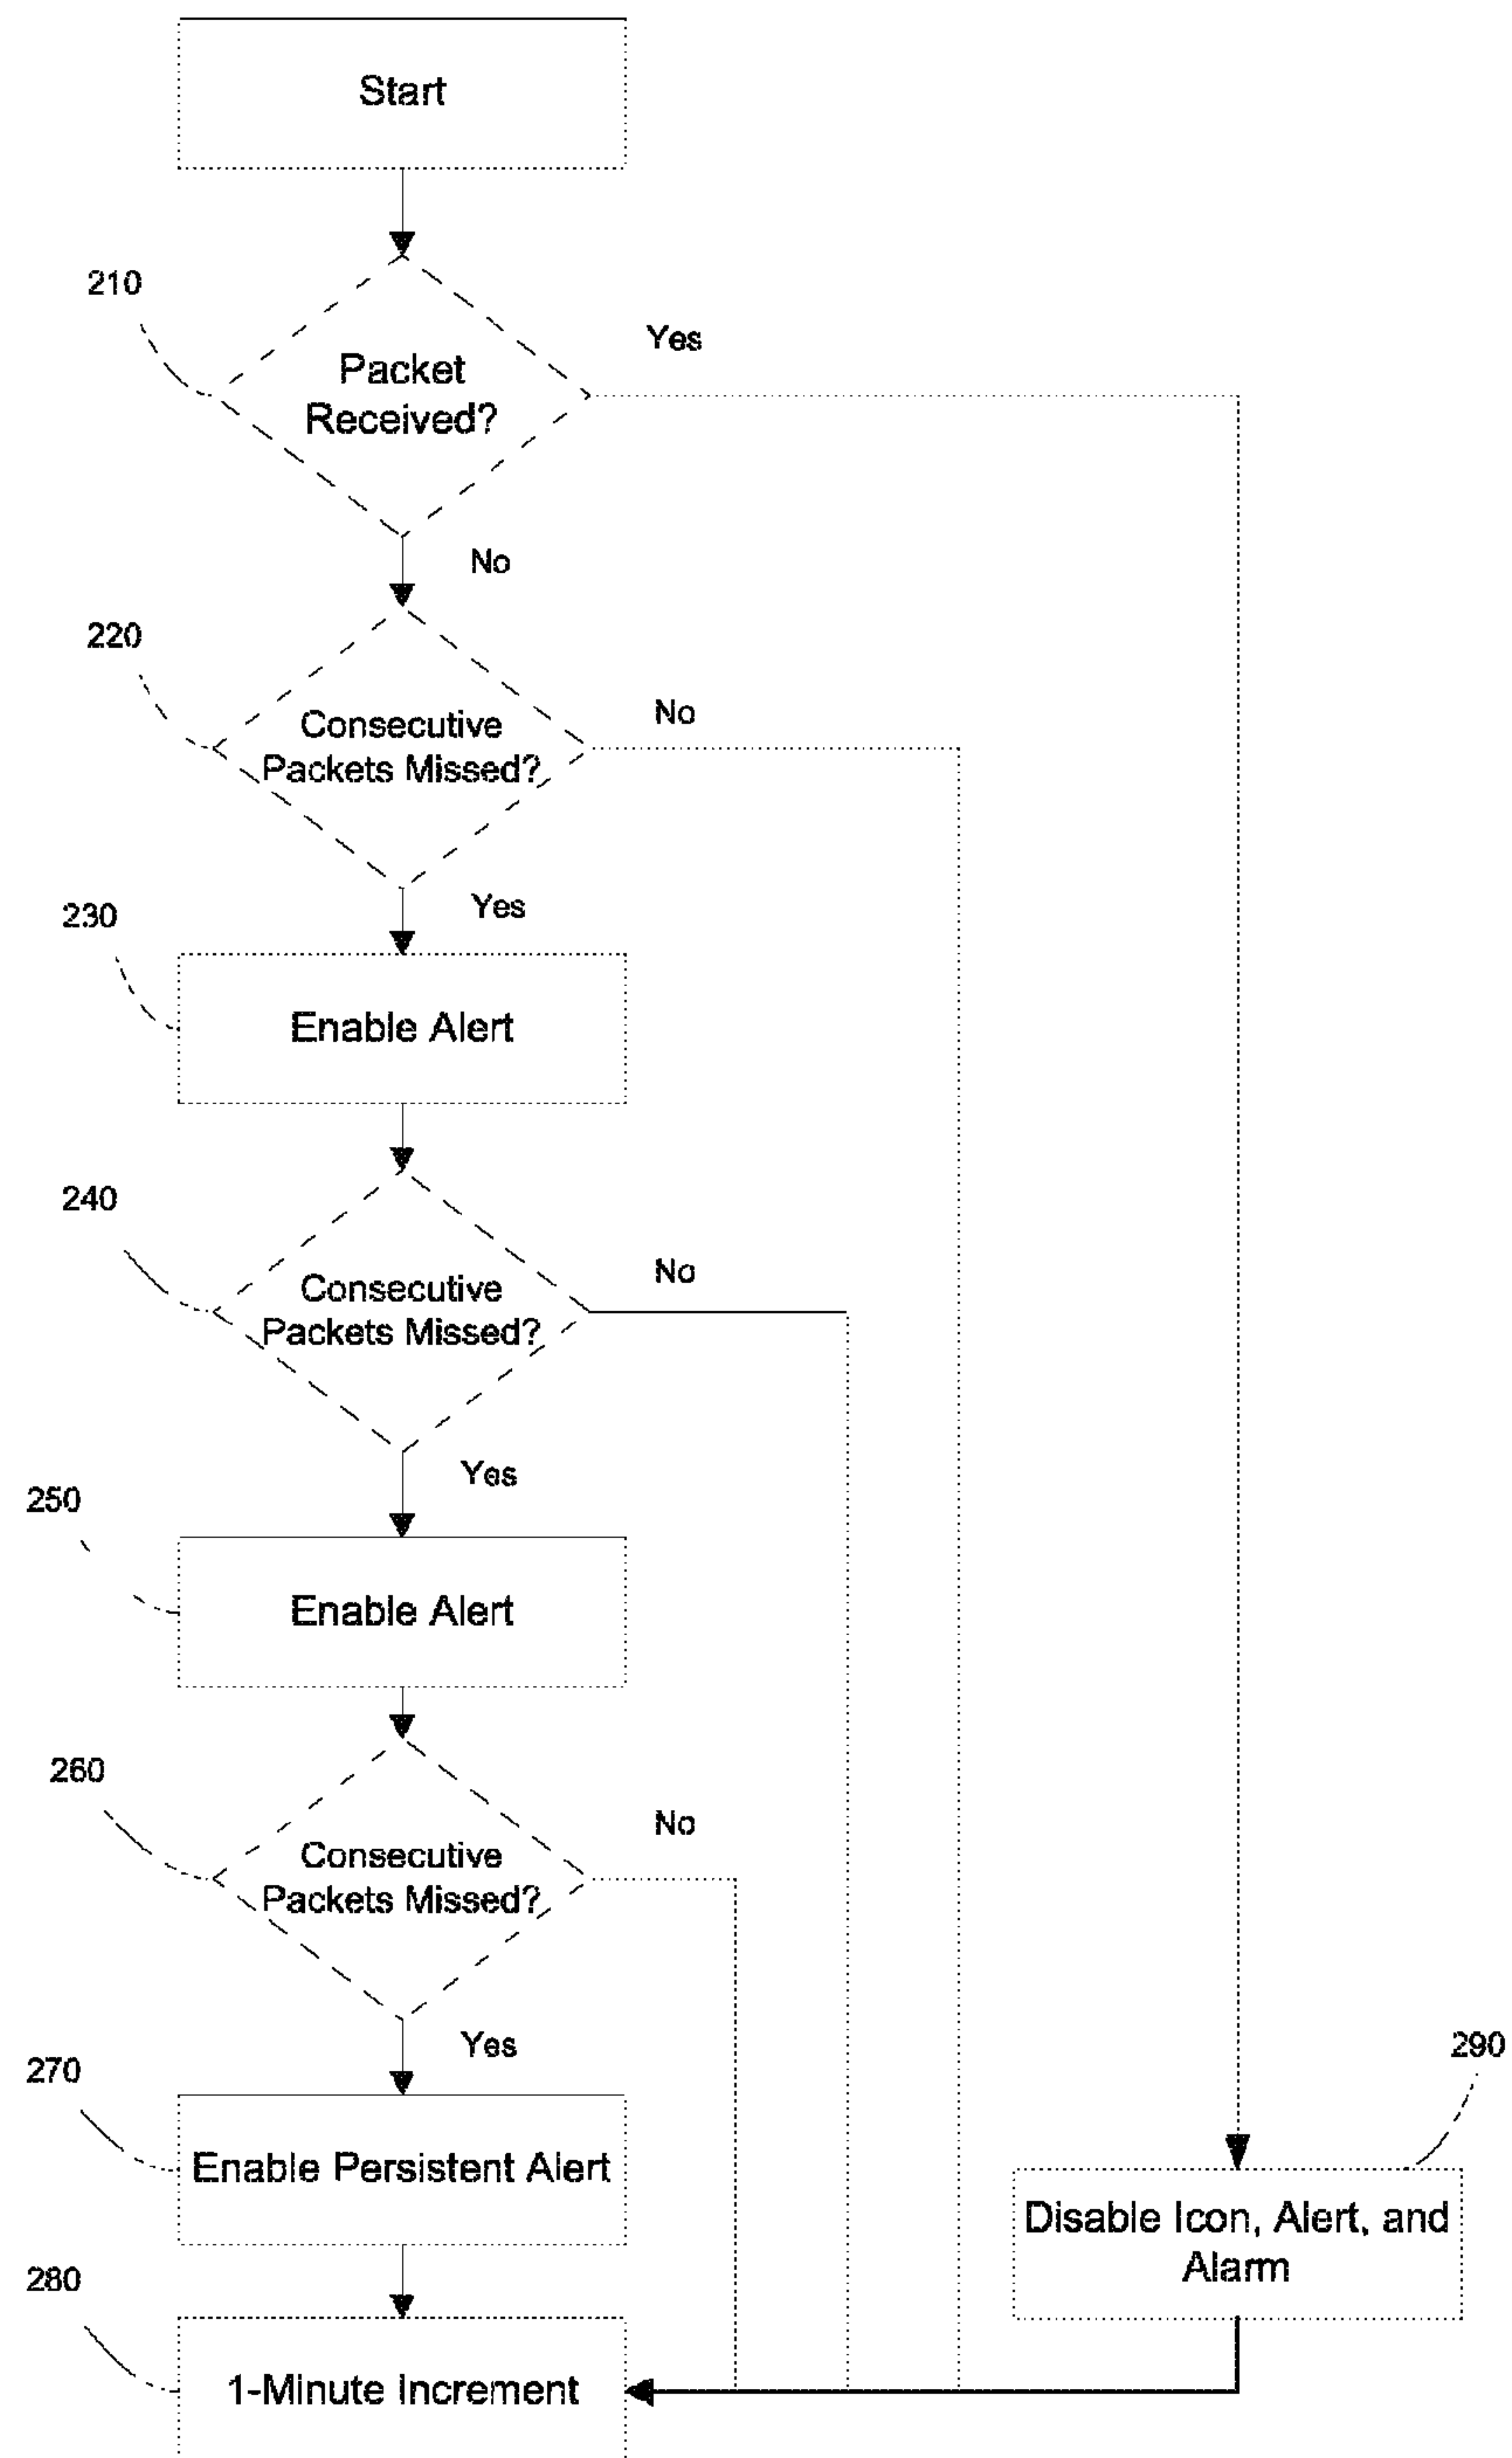 Start
210
Packet
Received?
Yes
No
220
Consecutive
Packets Missed?
No
Yes
230
Enable Alert
240
Consecutive
Packets Missed?
No
Yes
250
Enable Alert
260
Consecutive
Packets Missed?
No
Yes
270
Enable Persistent Alert
290
Disable Icon, Alert, and
Alarm
280
1-Minute Increment